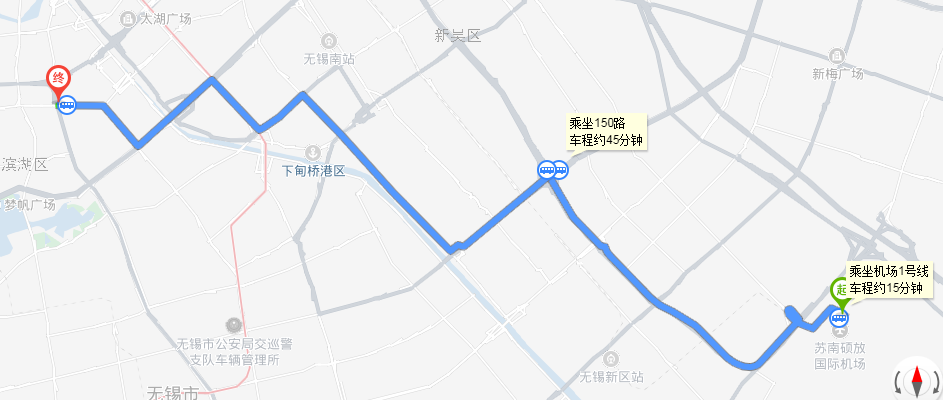 太湖广场
新吴区
无锡南站
新梅广场
终
乘坐150路
车程约45分钟
滨湖区
下甸桥港区
梦帆广场
乘坐机场1号线
车程约15分钟
起
无锡市公安局交巡警
支队车辆管理所
苏南硕放
国际机场
无锡新区站
无锡市